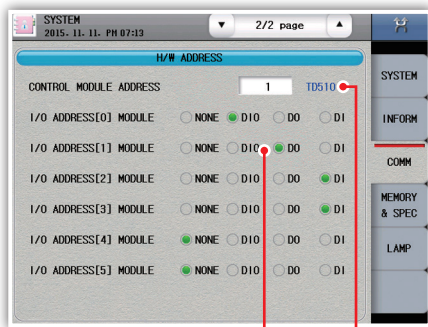 SYSTEM
2015. 11. 11. PM 07:13
2/2 page
H/W ADDRESS
CONTROL MODULE ADDRESS 1 TD510
I/O ADDRESS[0] MODULE NONE DIO DO DI
I/O ADDRESS[1] MODULE NONE DIO DO DI
I/O ADDRESS[2] MODULE NONE DIO DO DI
I/O ADDRESS[3] MODULE NONE DIO DO DI
I/O ADDRESS[4] MODULE NONE DIO DO DI
I/O ADDRESS[5] MODULE NONE DIO DO DI
SYSTEM
INFORM
COMM
MEMORY
& SPEC
LAMP